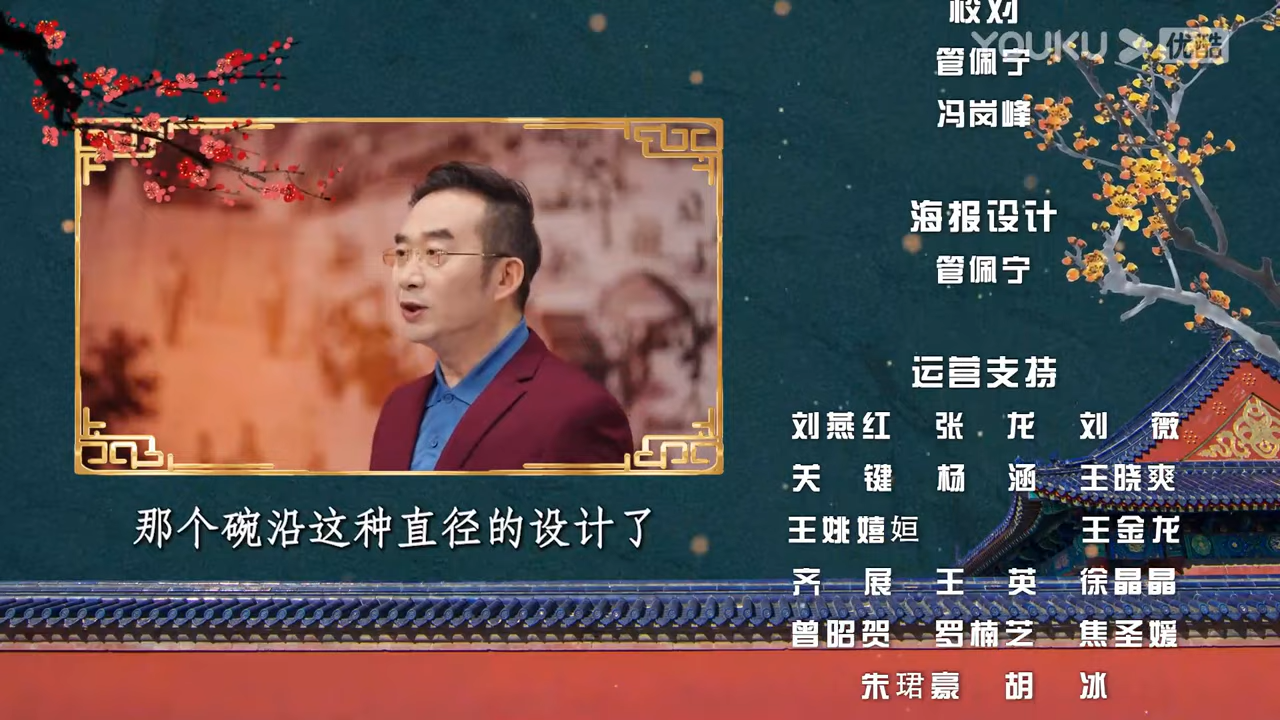 校对
YOUKU 优酷
管佩宁
冯岗峰
海报设计
管佩宁
运营支持
刘燕红 张龙 刘薇
关键 杨涵 王晓爽
王姚嬉姮 王金龙
齐展 王英 徐晶晶
曾昭贺 罗楠芝 焦圣媛
朱珺豪 胡冰
那个碗沿这种直径的设计了